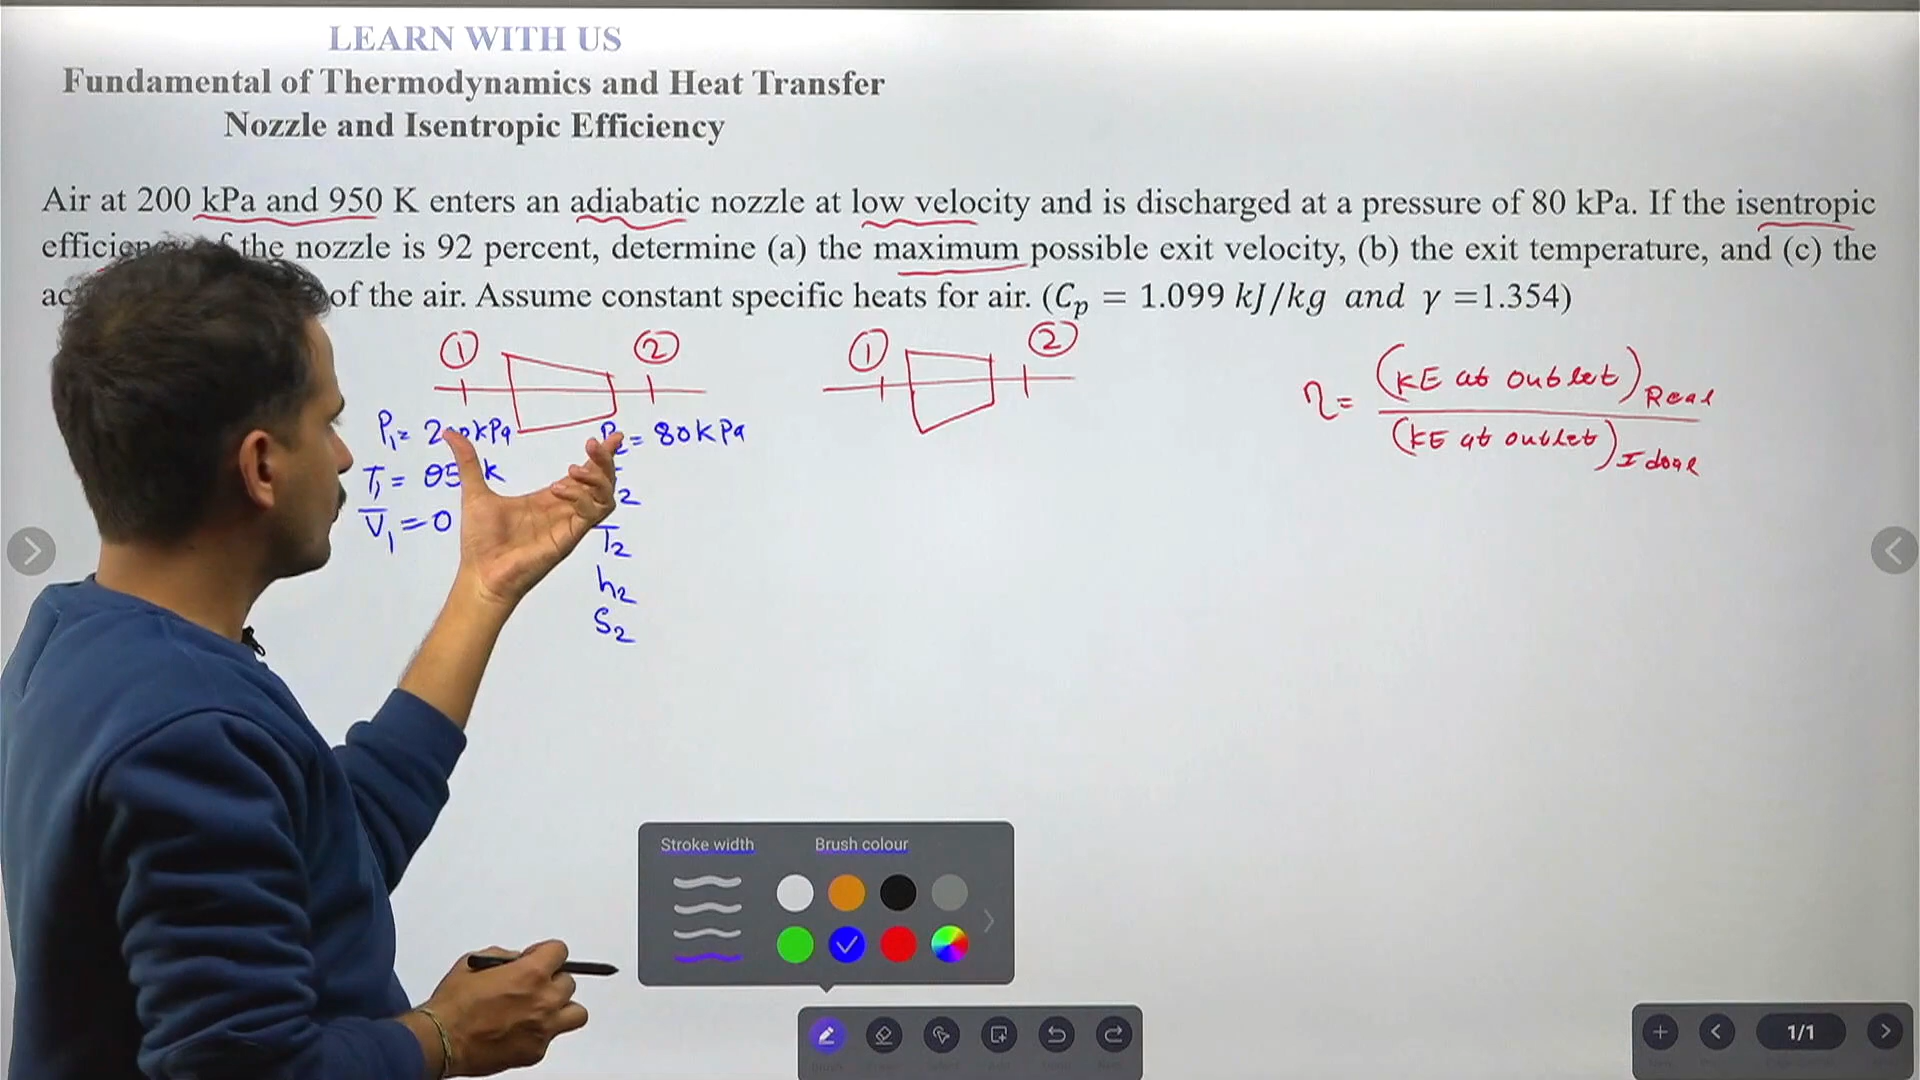 LEARN WITH US
Fundamental of Thermodynamics and Heat Transfer
Nozzle and Isentropic Efficiency
Air at 200 kPa and 950 K enters an adiabatic nozzle at low velocity and is discharged at a pressure of 80 kPa. If the isentropic
the nozzle is 92 percent, determine (a) the maximum possible exit velocity, (b) the exit temperature, and (c) the
of the air. Assume constant specific heats for air. (Cp = 1.099 kJ/kg and γ =1.354)
① ② ① ②
η = (KE at outlet)Real
(KE at outlet)Ideal
P1 = 200kPa = 80kPa
T1 = K 2
V1 = 0
T2
h2
S2
Stroke width Brush colour
1/1